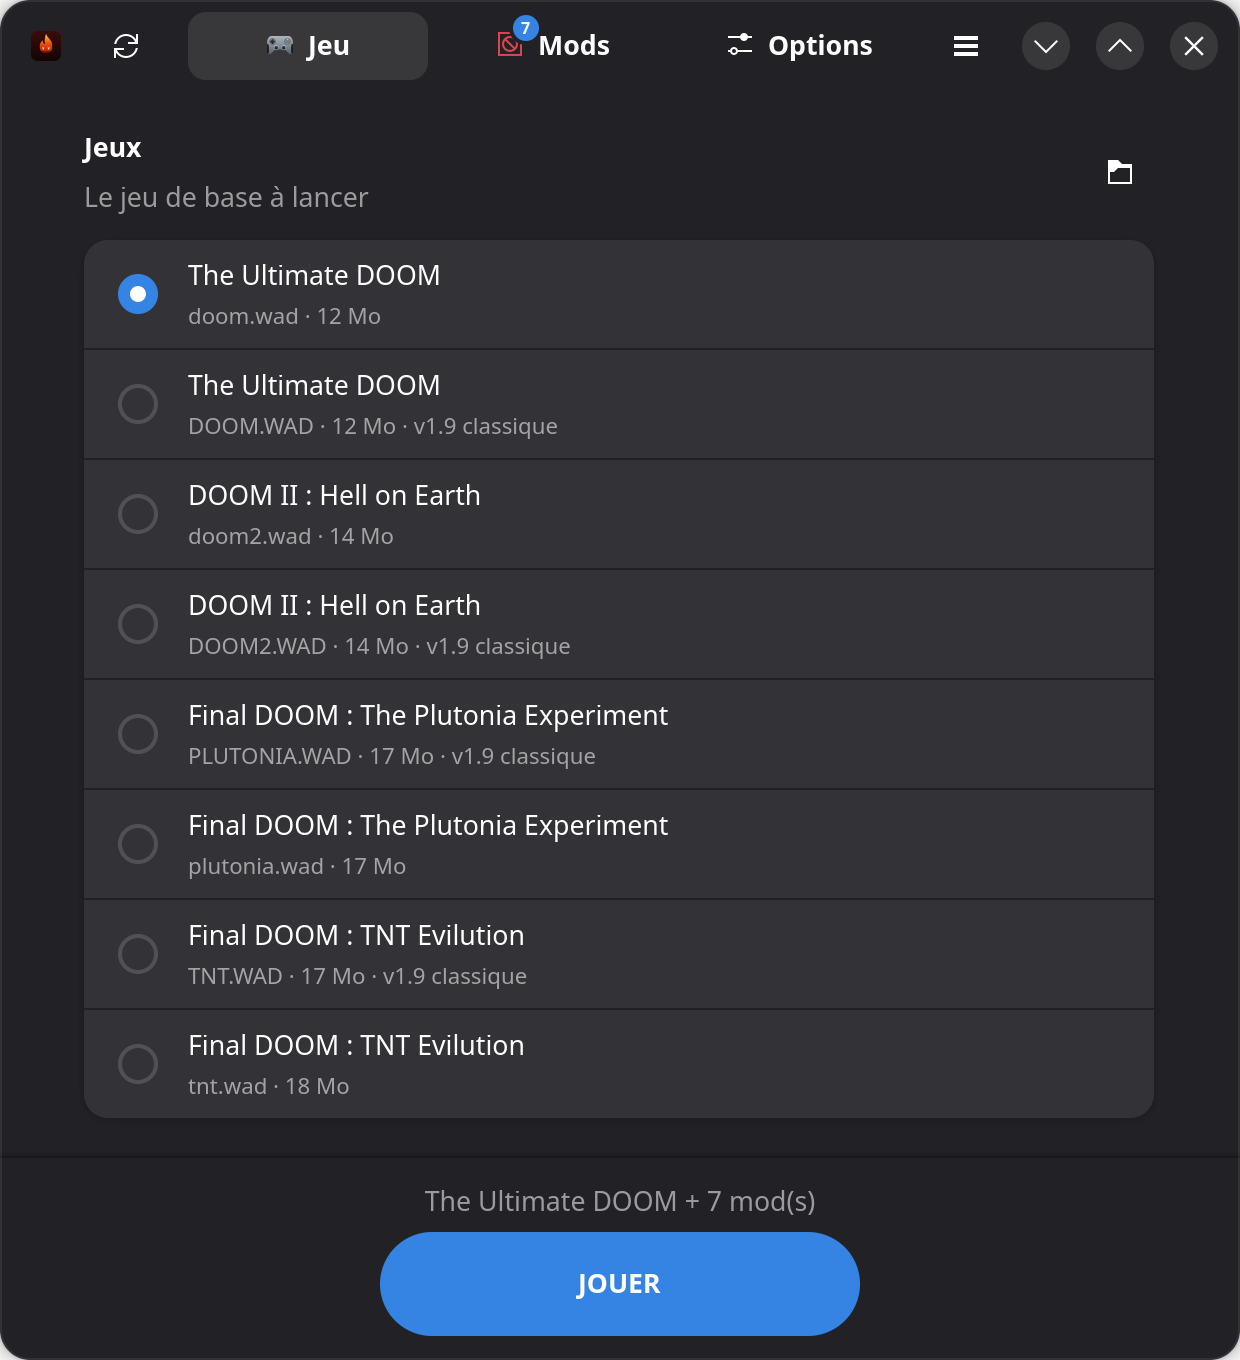 Jeu
7
Mods
Options
Jeux
Le jeu de base à lancer
The Ultimate DOOM
doom.wad · 12 Mo
The Ultimate DOOM
DOOM.WAD · 12 Mo · v1.9 classique
DOOM II : Hell on Earth
doom2.wad · 14 Mo
DOOM II : Hell on Earth
DOOM2.WAD · 14 Mo · v1.9 classique
Final DOOM : The Plutonia Experiment
PLUTONIA.WAD · 17 Mo · v1.9 classique
Final DOOM : The Plutonia Experiment
plutonia.wad · 17 Mo
Final DOOM : TNT Evilution
TNT.WAD · 17 Mo · v1.9 classique
Final DOOM : TNT Evilution
tnt.wad · 18 Mo
The Ultimate DOOM + 7 mod(s)
JOUER